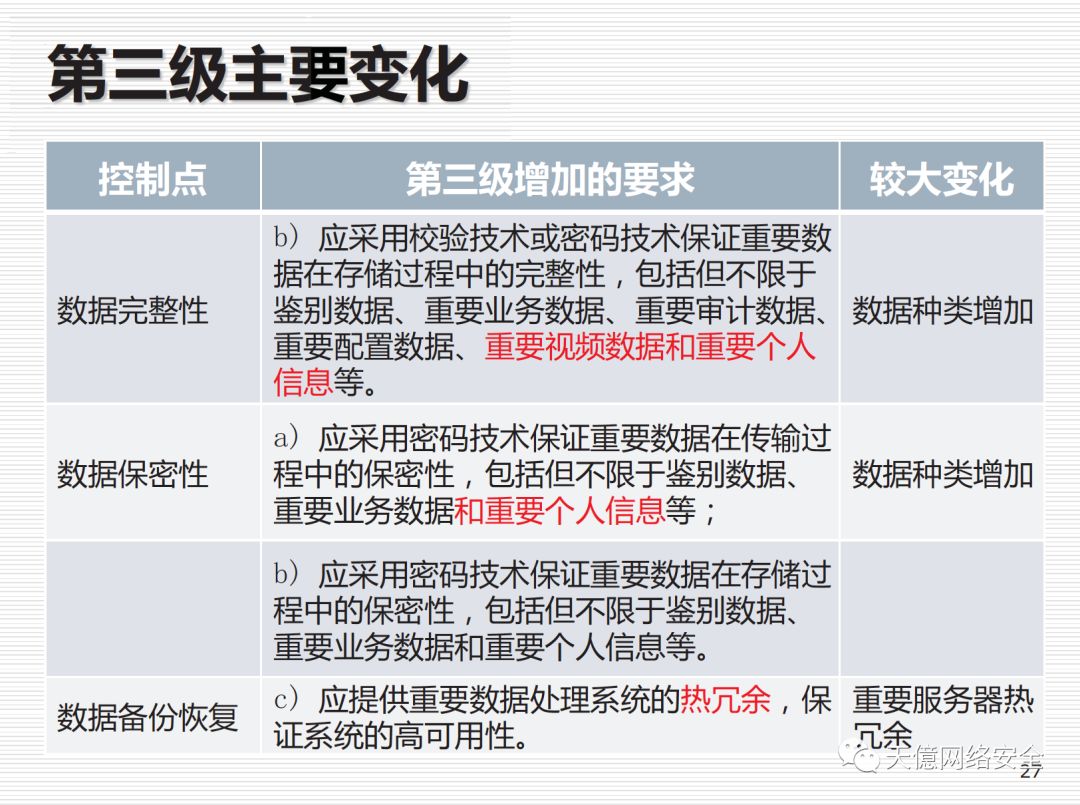 第三级主要变化
控制点
第三级增加的要求
较大变化
数据完整性
b）应采用校验技术或密码技术保证重要数
据在存储过程中的完整性，包括但不限于
鉴别数据、重要业务数据、重要审计数据、
重要配置数据、重要视频数据和重要个人
信息等。
数据种类增加
数据保密性
a）应采用密码技术保证重要数据在传输过
程中的保密性，包括但不限于鉴别数据、
重要业务数据和重要个人信息等；
数据种类增加
b）应采用密码技术保证重要数据在存储过
程中的保密性，包括但不限于鉴别数据、
重要业务数据和重要个人信息等。
数据备份恢复
c）应提供重要数据处理系统的热冗余，保
证系统的高可用性。
重要服务器热
冗余
天億网络安全
27